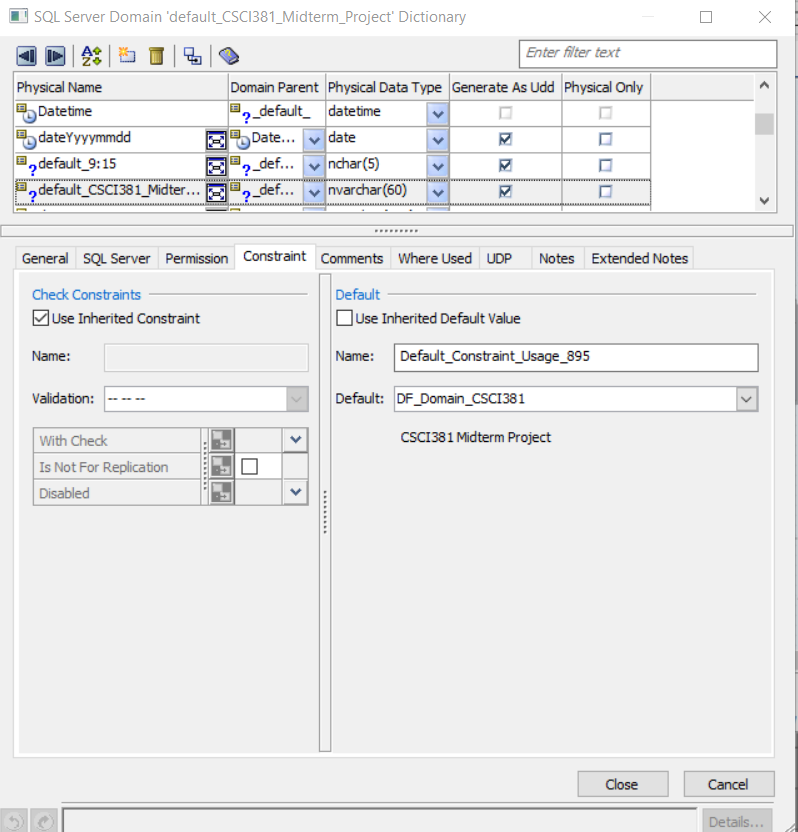 SQL Server Domain 'default_CSCI381_Midterm_Project' Dictionary
Enter filter text
Physical Name Domain Parent Physical Data Type Generate As Udd Physical Only
Datetime _default_ datetime
dateYyyymmdd Date... date
default_9:15 _def... nchar(5)
default_CSCI381_Midter... _def... nvarchar(60)
General SQL Server Permission Constraint Comments Where Used UDP Notes Extended Notes
Check Constraints Default
Use Inherited Constraint Use Inherited Default Value
Name: Name: Default_Constraint_Usage_895
Validation: -- -- -- Default: DF_Domain_CSCI381
CSCI381 Midterm Project
With Check
Is Not For Replication
Disabled
Close Cancel
Details...